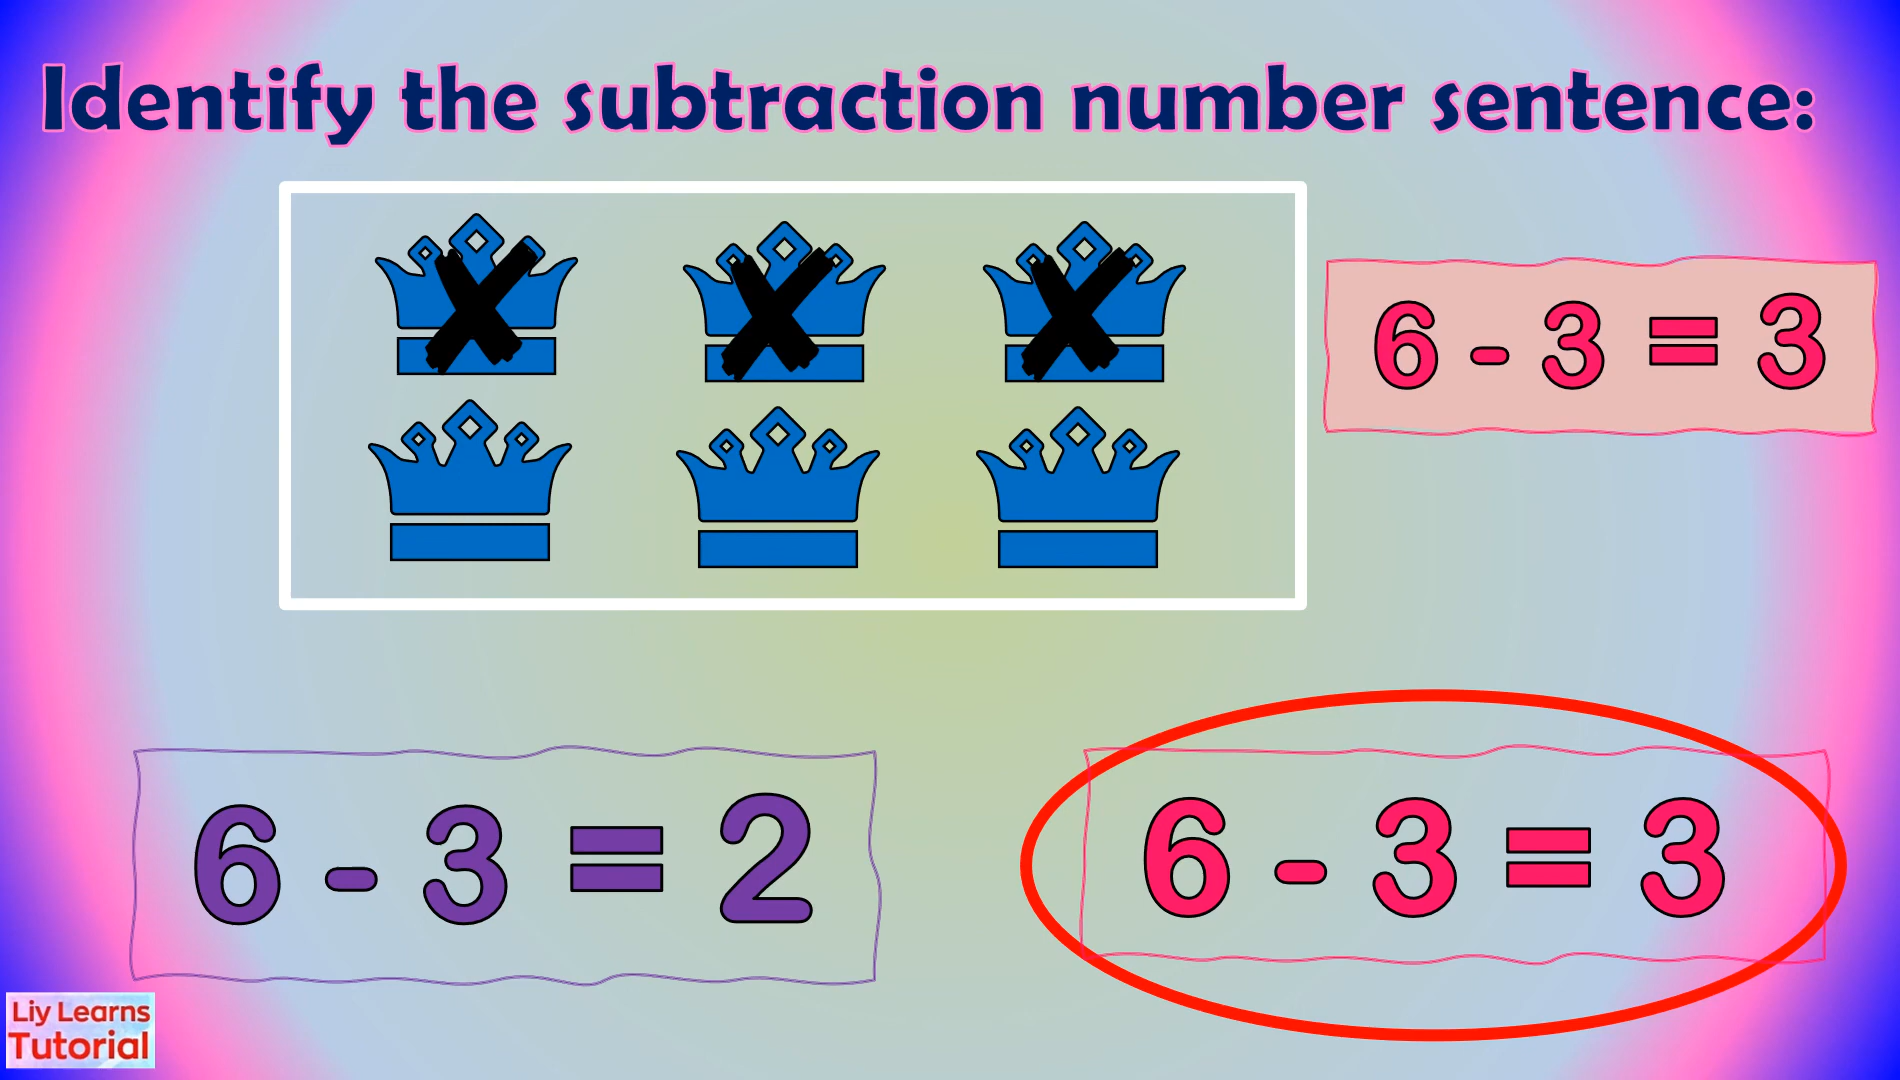 Identify the subtraction number sentence:
6 - 3 = 3
6 - 3 = 2
6 - 3 = 3
Liy Learns
Tutorial